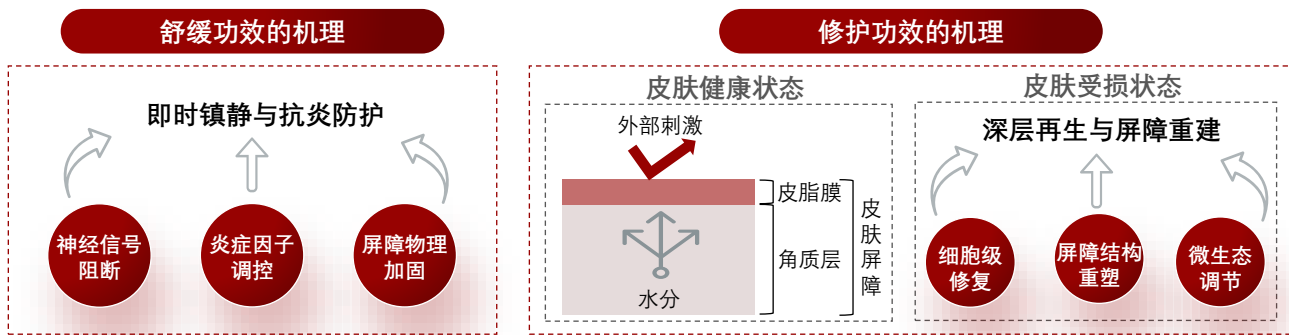 舒缓功效的机理
即时镇静与抗炎防护
神经信号
阻断
炎症因子
调控
屏障物理
加固
修护功效的机理
皮肤健康状态
外部刺激
皮脂膜
角质层
皮肤屏障
水分
皮肤受损状态
深层再生与屏障重建
细胞级
修复
屏障结构
重塑
微生态
调节